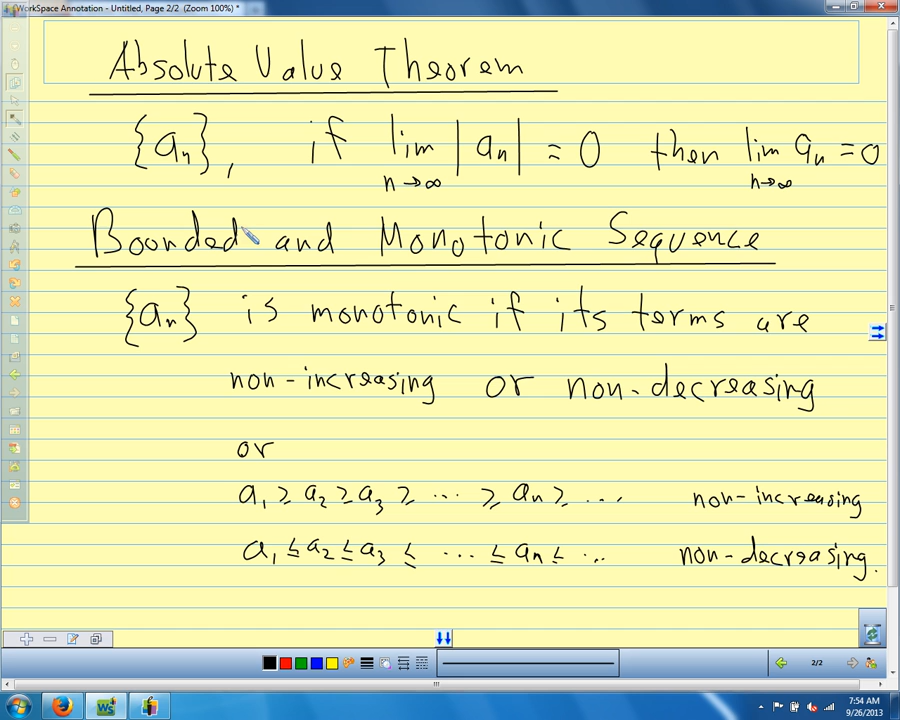 WorkSpace Annotation - Untitled, Page 2/2 (Zoom 100%) *
Absolute Value Theorem
{aₙ}, if lim n→∞ |aₙ| = 0 then lim n→∞ aₙ = 0
Bounded and Monotonic Sequence
{aₙ} is monotonic if its terms are
non-increasing or non-decreasing
or
a₁ ≥ a₂ ≥ a₃ ≥ ... ≥ aₙ ≥ ... non-increasing
a₁ ≤ a₂ ≤ a₃ ≤ ... ≤ aₙ ≤ ... non-decreasing.
2/2
7:54 AM
9/26/2013